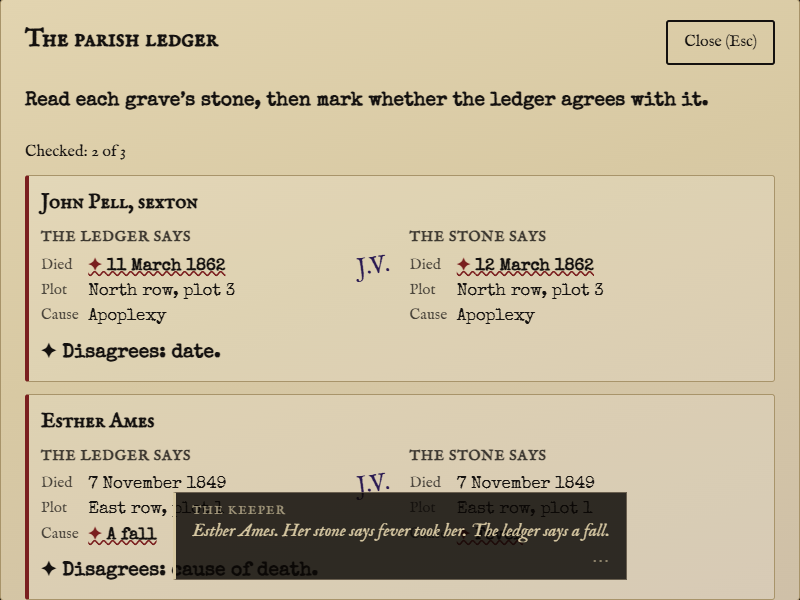 The parish ledger
Close (Esc)
Read each grave's stone, then mark whether the ledger agrees with it.
Checked: 2 of 3
John Pell, sexton
THE LEDGER SAYS
Died ✦ 11 March 1862
Plot North row, plot 3
Cause Apoplexy
J.V.
THE STONE SAYS
Died ✦ 12 March 1862
Plot North row, plot 3
Cause Apoplexy
✦ Disagrees: date.
Esther Ames
THE LEDGER SAYS
Died 7 November 1849
Plot East row, plot 1
Cause ✦ A fall
J.V.
THE STONE SAYS
Died 7 November 1849
Plot East row, plot 1
Cause
✦ Disagrees: cause of death.
THE KEEPER
Esther Ames. Her stone says fever took her. The ledger says a fall.
...